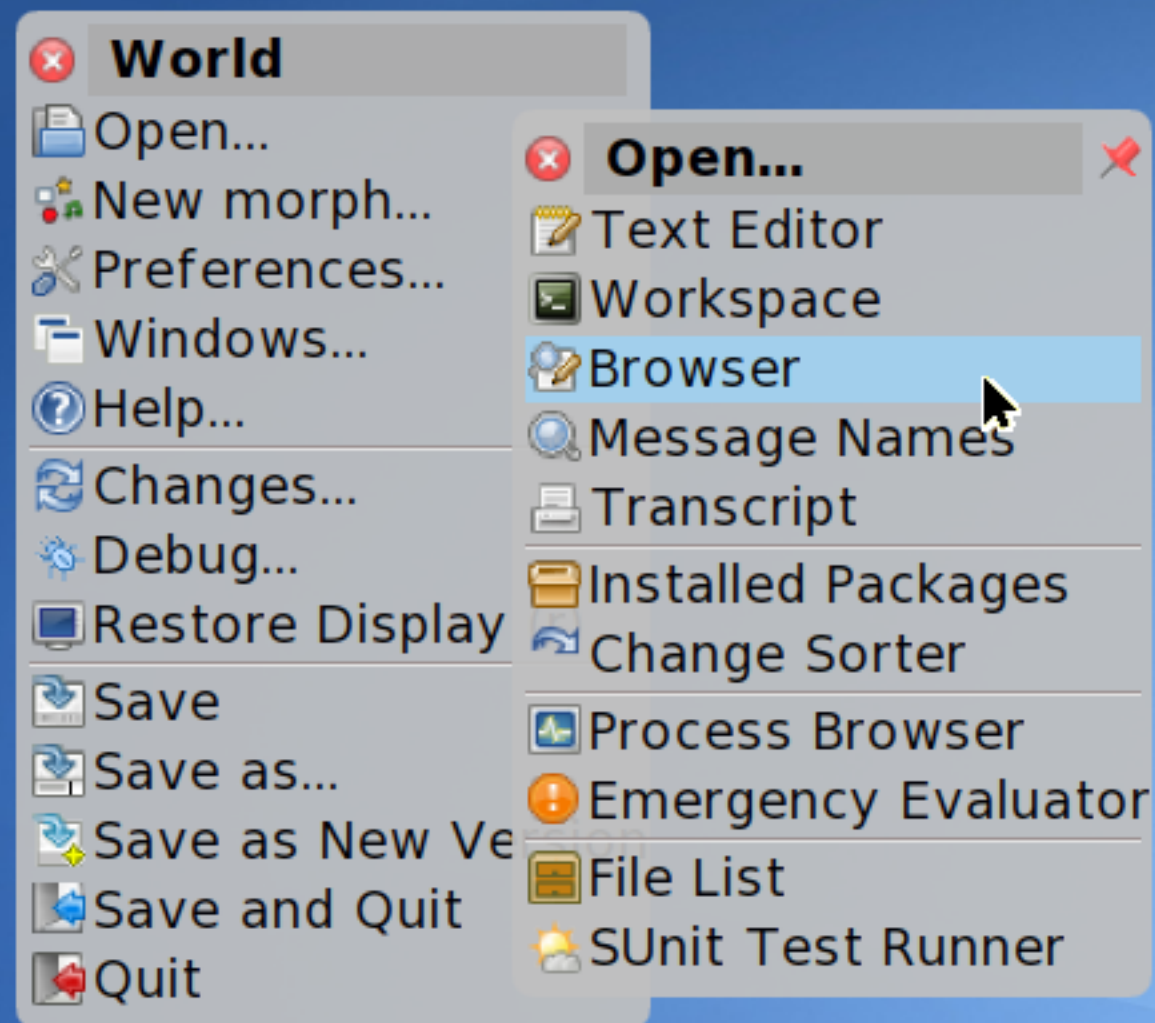 World
Open...
New morph...
Preferences...
Windows...
Help...
Changes...
Debug...
Restore Display (r)
Save
Save as...
Save as New Version
Save and Quit
Quit
Open...
Text Editor
Workspace
Browser
Message Names
Transcript
Installed Packages
Change Sorter
Process Browser
Emergency Evaluator
File List
SUnit Test Runner